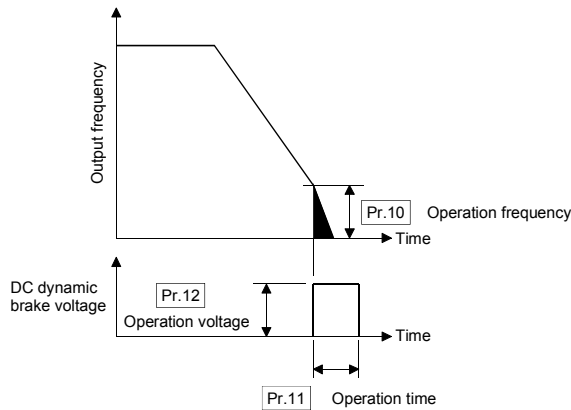 Output frequency
Pr.10 Operation frequency
Time
DC dynamic
brake voltage
Pr.12
Operation voltage
Time
Pr.11 Operation time